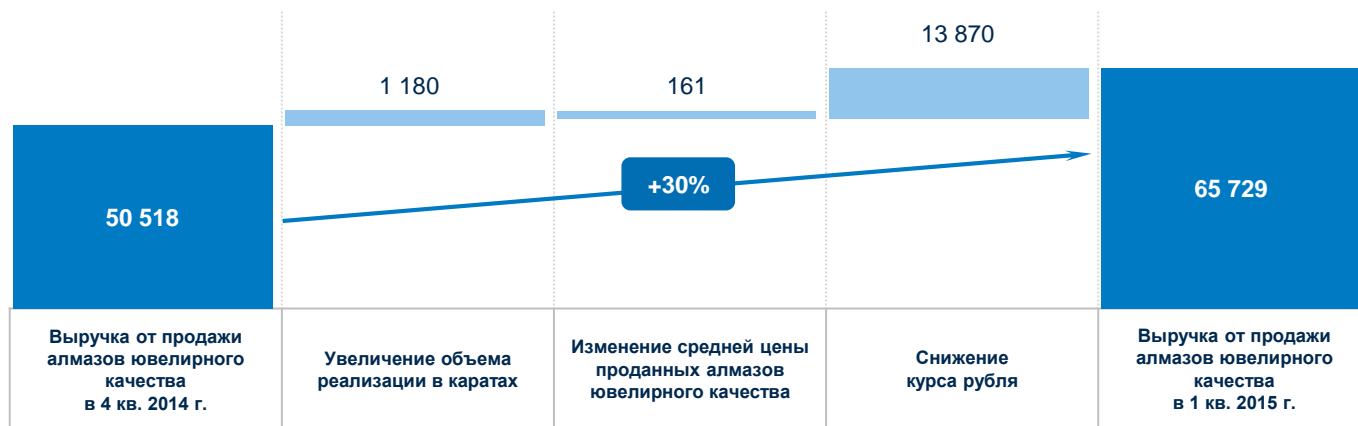 13 870
1 180
161
+30%
50 518
65 729
Выручка от продажи
алмазов ювелирного
качества
в 4 кв. 2014 г.
Увеличение объема
реализации в каратах
Изменение средней цены
проданных алмазов
ювелирного качества
Снижение
курса рубля
Выручка от продажи
алмазов ювелирного
качества
в 1 кв. 2015 г.